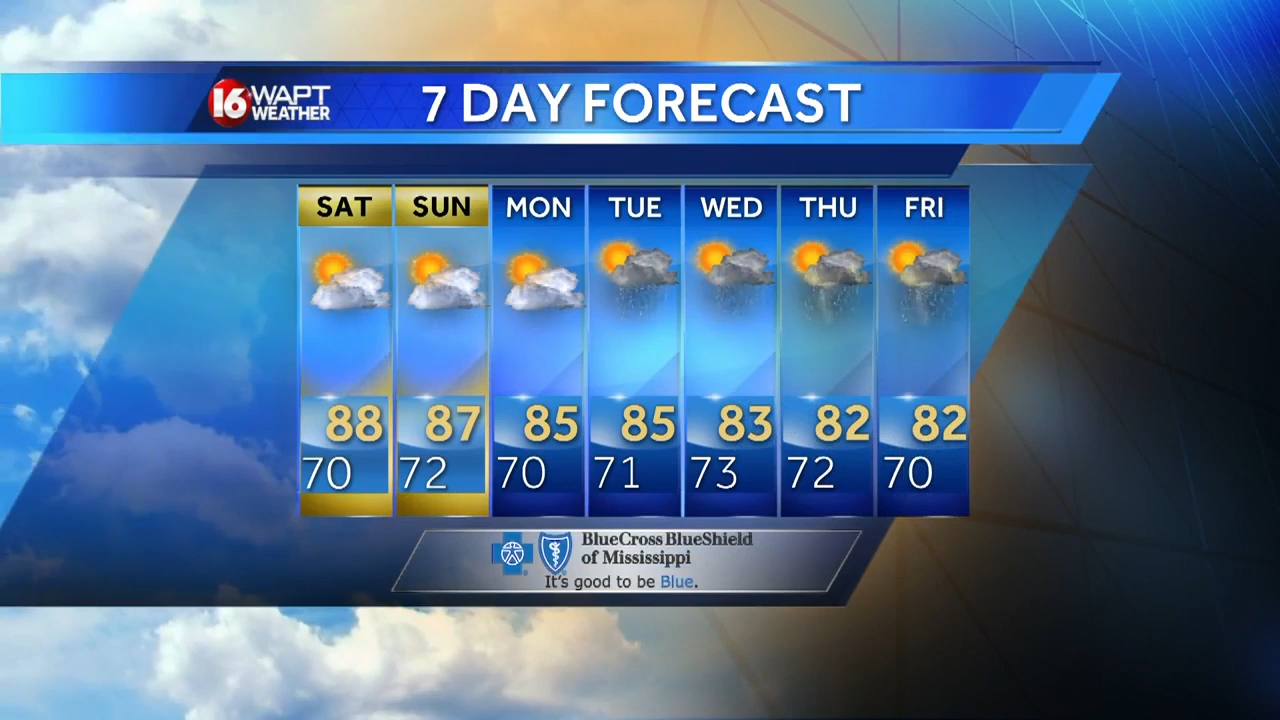 16 WAPT
WEATHER
7 DAY FORECAST
SAT SUN MON TUE WED THU FRI
88 87 85 85 83 82 82
70 72 70 71 73 72 70
BlueCross BlueShield
of Mississippi
It's good to be Blue.